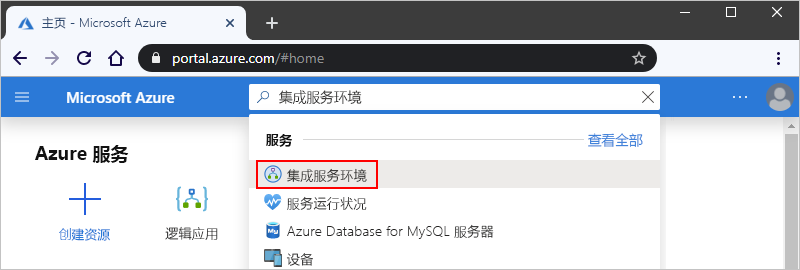 主页 - Microsoft Azure
portal.azure.com/#home
Microsoft Azure
集成服务环境
服务
查看全部
Azure 服务
集成服务环境
服务运行状况
创建资源
逻辑应用
Azure Database for MySQL 服务器
设备